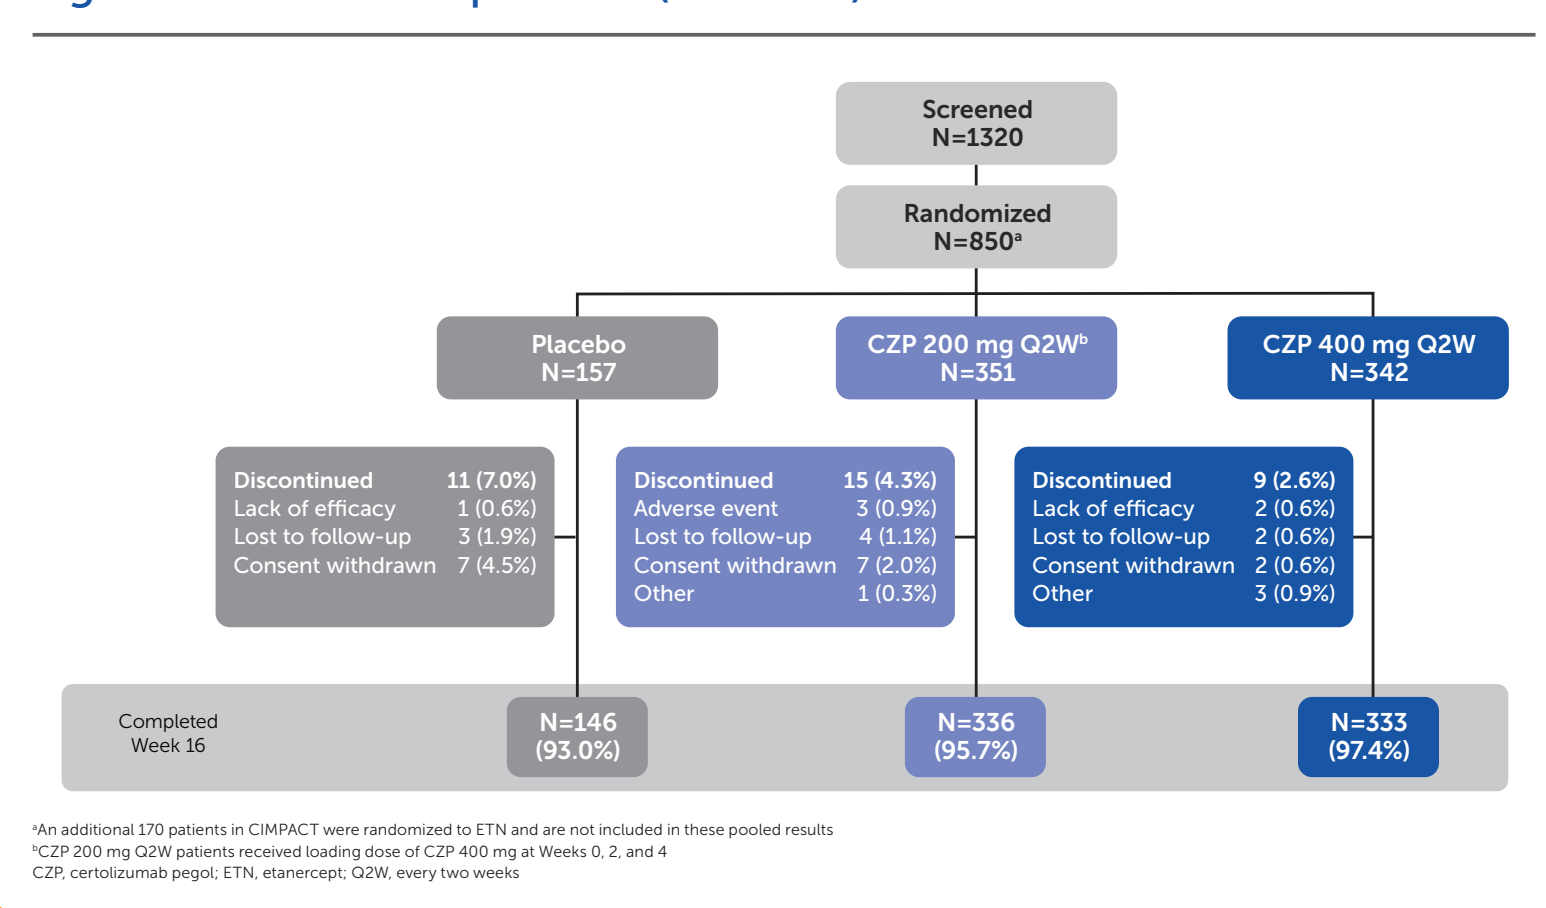 Screened
N=1320
Randomized
N=850ᵃ
Placebo
N=157
CZP 200 mg Q2Wᵇ
N=351
CZP 400 mg Q2W
N=342
Discontinued 11 (7.0%)
Lack of efficacy 1 (0.6%)
Lost to follow-up 3 (1.9%)
Consent withdrawn 7 (4.5%)
Discontinued 15 (4.3%)
Adverse event 3 (0.9%)
Lost to follow-up 4 (1.1%)
Consent withdrawn 7 (2.0%)
Other 1 (0.3%)
Discontinued 9 (2.6%)
Lack of efficacy 2 (0.6%)
Lost to follow-up 2 (0.6%)
Consent withdrawn 2 (0.6%)
Other 3 (0.9%)
Completed
Week 16
N=146
(93.0%)
N=336
(95.7%)
N=333
(97.4%)
ᵃAn additional 170 patients in CIMPACT were randomized to ETN and are not included in these pooled results
ᵇCZP 200 mg Q2W patients received loading dose of CZP 400 mg at Weeks 0, 2, and 4
CZP, certolizumab pegol; ETN, etanercept; Q2W, every two weeks